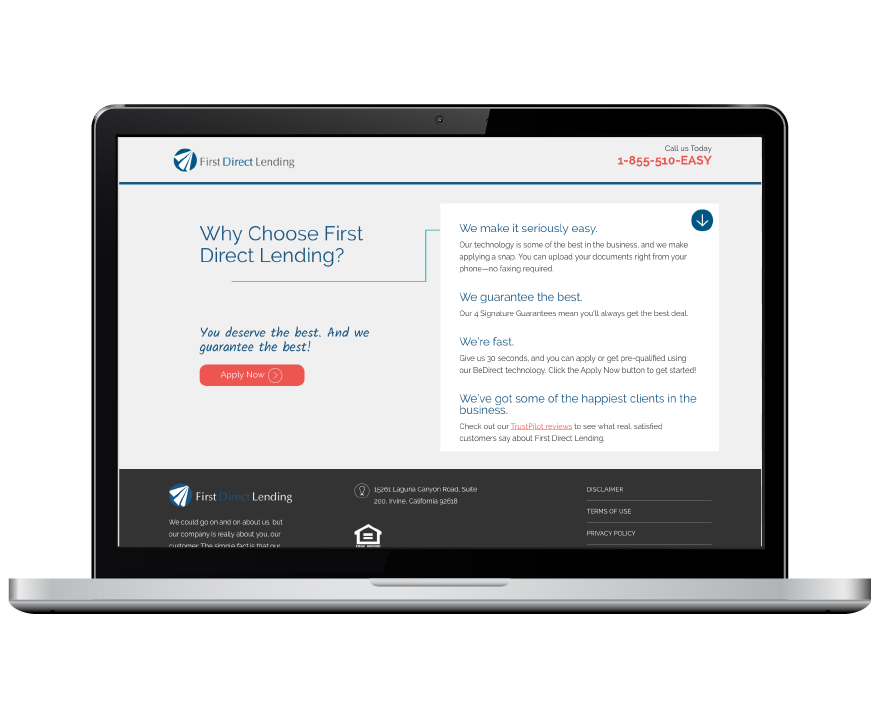 First Direct Lending
Call us Today
1-855-510-EASY
Why Choose First
Direct Lending?
You deserve the best. And we
guarantee the best!
Apply Now
We make it seriously easy.
Our technology is some of the best in the business, and we make
applying a snap. You can upload your documents right from your
phone—no faxing required.
We guarantee the best.
Our 4 Signature Guarantees mean you'll always get the best deal.
We're fast.
Give us 30 seconds, and you can apply or get pre-qualified using
our BeDirect technology. Click the Apply Now button to get started!
We've got some of the happiest clients in the
business.
Check out our TrustPilot reviews to see what real, satisfied
customers say about First Direct Lending.
First Direct Lending
We could go on and on about us, but
our company is really about you, our
customer. The simple fact is that our
15261 Laguna Canyon Road, Suite
200, Irvine, California 92618
DISCLAIMER
TERMS OF USE
PRIVACY POLICY